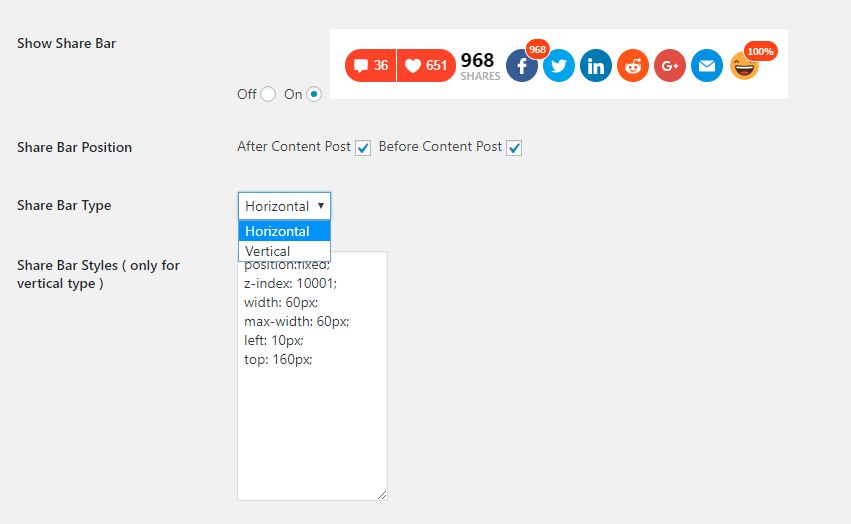 Show Share Bar
36 651 968 SHARES f 968 in G+ 100%
Off On
Share Bar Position
After Content Post Before Content Post
Share Bar Type
Horizontal
Horizontal
Vertical
Share Bar Styles ( only for
vertical type )
position:fixed;
z-index: 10001;
width: 60px;
max-width: 60px;
left: 10px;
top: 160px;